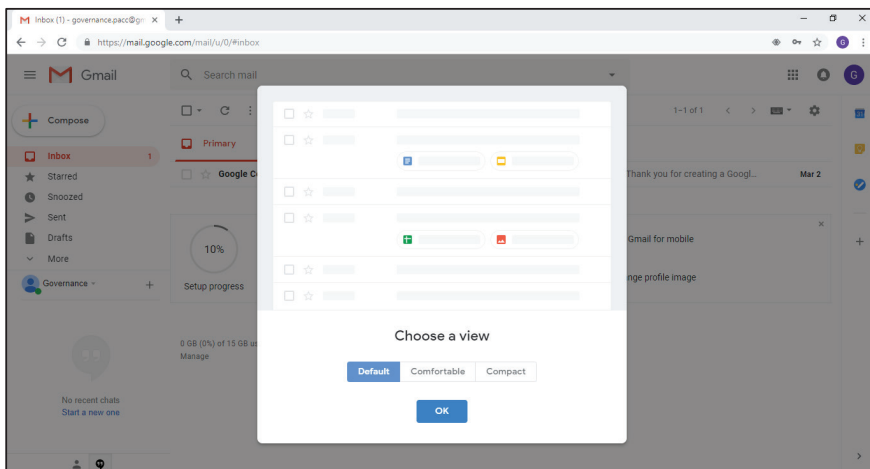 Inbox (1) - governance.pacc@gm
https://mail.google.com/mail/u/0/#inbox
G
Gmail
Search mail
G
Compose
1–1 of 1
Primary
Inbox 1
Google Co
Thank you for creating a Googl...
Mar 2
Starred
Snoozed
Sent
Drafts
More
10%
Gmail for mobile
nge profile image
Governance
Setup progress
Choose a view
0 GB (0%) of 15 GB us
Manage
Default Comfortable Compact
No recent chats
Start a new one
OK